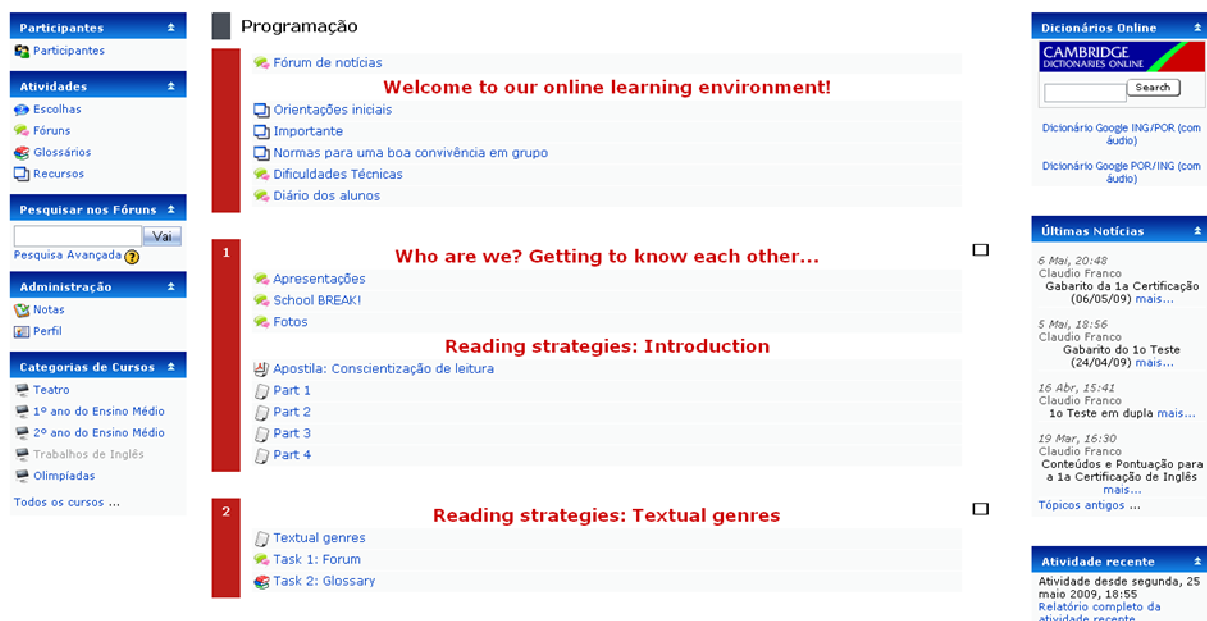 Participantes
Participantes
Atividades
Escolhas
Fóruns
Glossários
Recursos
Pesquisar nos Fóruns
Vai
Pesquisa Avançada ?
Administração
Notas
Perfil
Categorias de Cursos
Teatro
1º ano do Ensino Médio
2º ano do Ensino Médio
Trabalhos de Inglês
Olimpíadas
Todos os cursos ...
Programação
Fórum de notícias
Welcome to our online learning environment!
Orientações iniciais
Importante
Normas para uma boa convivência em grupo
Dificuldades Técnicas
Diário dos alunos
1
Who are we? Getting to know each other...
Apresentações
School BREAK!
Fotos
Reading strategies: Introduction
Apostila: Conscientização de leitura
Part 1
Part 2
Part 3
Part 4
2
Reading strategies: Textual genres
Textual genres
Task 1: Forum
Task 2: Glossary
Dicionários Online
CAMBRIDGE
DICTIONARIES ONLINE
Search
Dicionário Google ING/POR (com
áudio)
Dicionário Google POR/ING (com
áudio)
Últimas Notícias
6 Mai, 20:48
Claudio Franco
Gabarito da 1a Certificação
(06/05/09) mais...
5 Mai, 18:56
Claudio Franco
Gabarito do 1o Teste
(24/04/09) mais...
16 Abr, 15:41
Claudio Franco
1o Teste em dupla mais...
19 Mar, 16:30
Claudio Franco
Conteúdos e Pontuação para
a 1a Certificação de Inglês
mais...
Tópicos antigos ...
Atividade recente
Atividade desde segunda, 25
maio 2009, 18:55
Relatório completo da
atividade recente